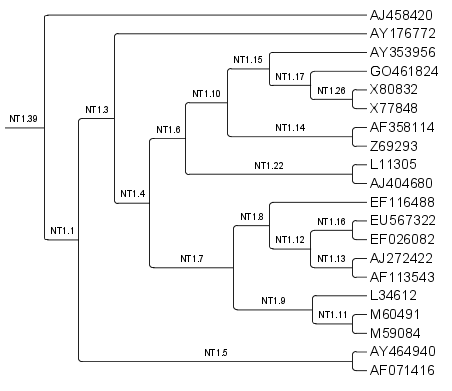 AJ458420
AY176772
NT1.15 AY353956
GO461824
NT1.17
NT1.10 NT1.26 X80832
NT1.39 NT1.3 X77848
NT1.6 NT1.14 AF358114
Z69293
NT1.22 L11305
AJ404680
NT1.4 EF116488
NT1.8 NT1.16 EU567322
NT1.1 NT1.12 EF026082
NT1.7 NT1.13 AJ272422
AF113543
NT1.9 L34612
NT1.11 M60491
M59084
NT1.5 AY464940
AF071416